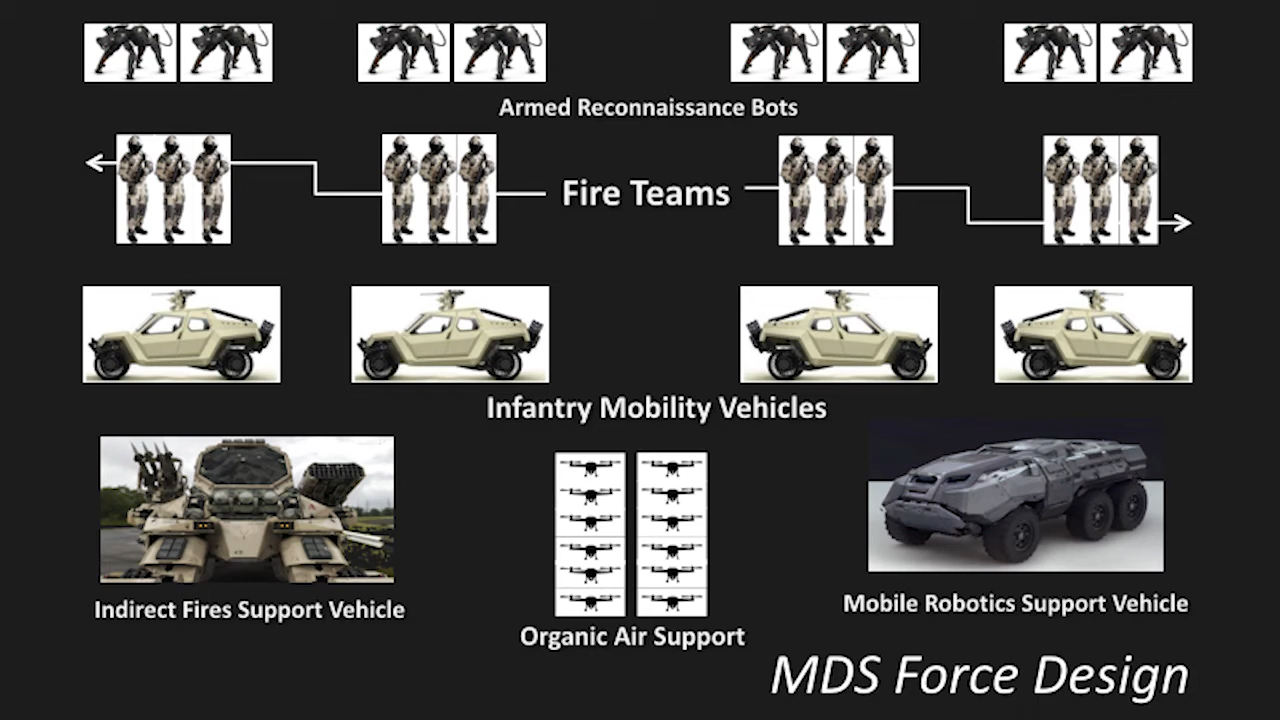 Armed Reconnaissance Bots
Fire Teams
Infantry Mobility Vehicles
Indirect Fires Support Vehicle
Mobile Robotics Support Vehicle
Organic Air Support
MDS Force Design